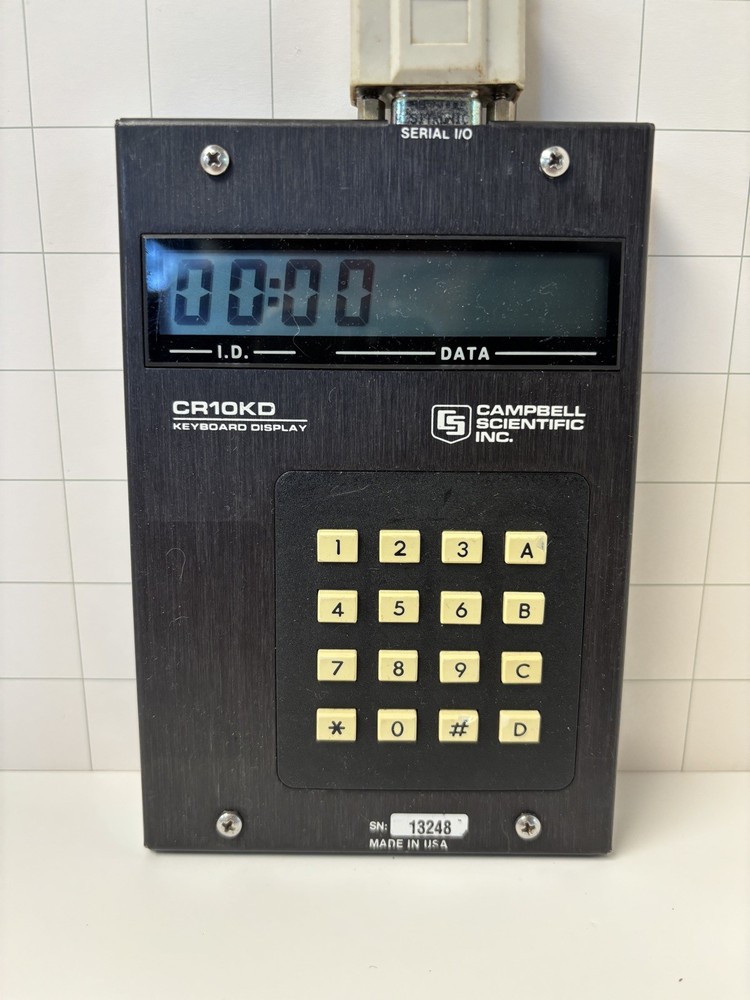 SERIAL I/O
00:00
I.D. DATA
CR10KD
KEYBOARD DISPLAY
CS
CAMPBELL
SCIENTIFIC
INC.
1 2 3 A
4 5 6 B
7 8 9 C
* 0 # D
SN: 13248
MADE IN USA